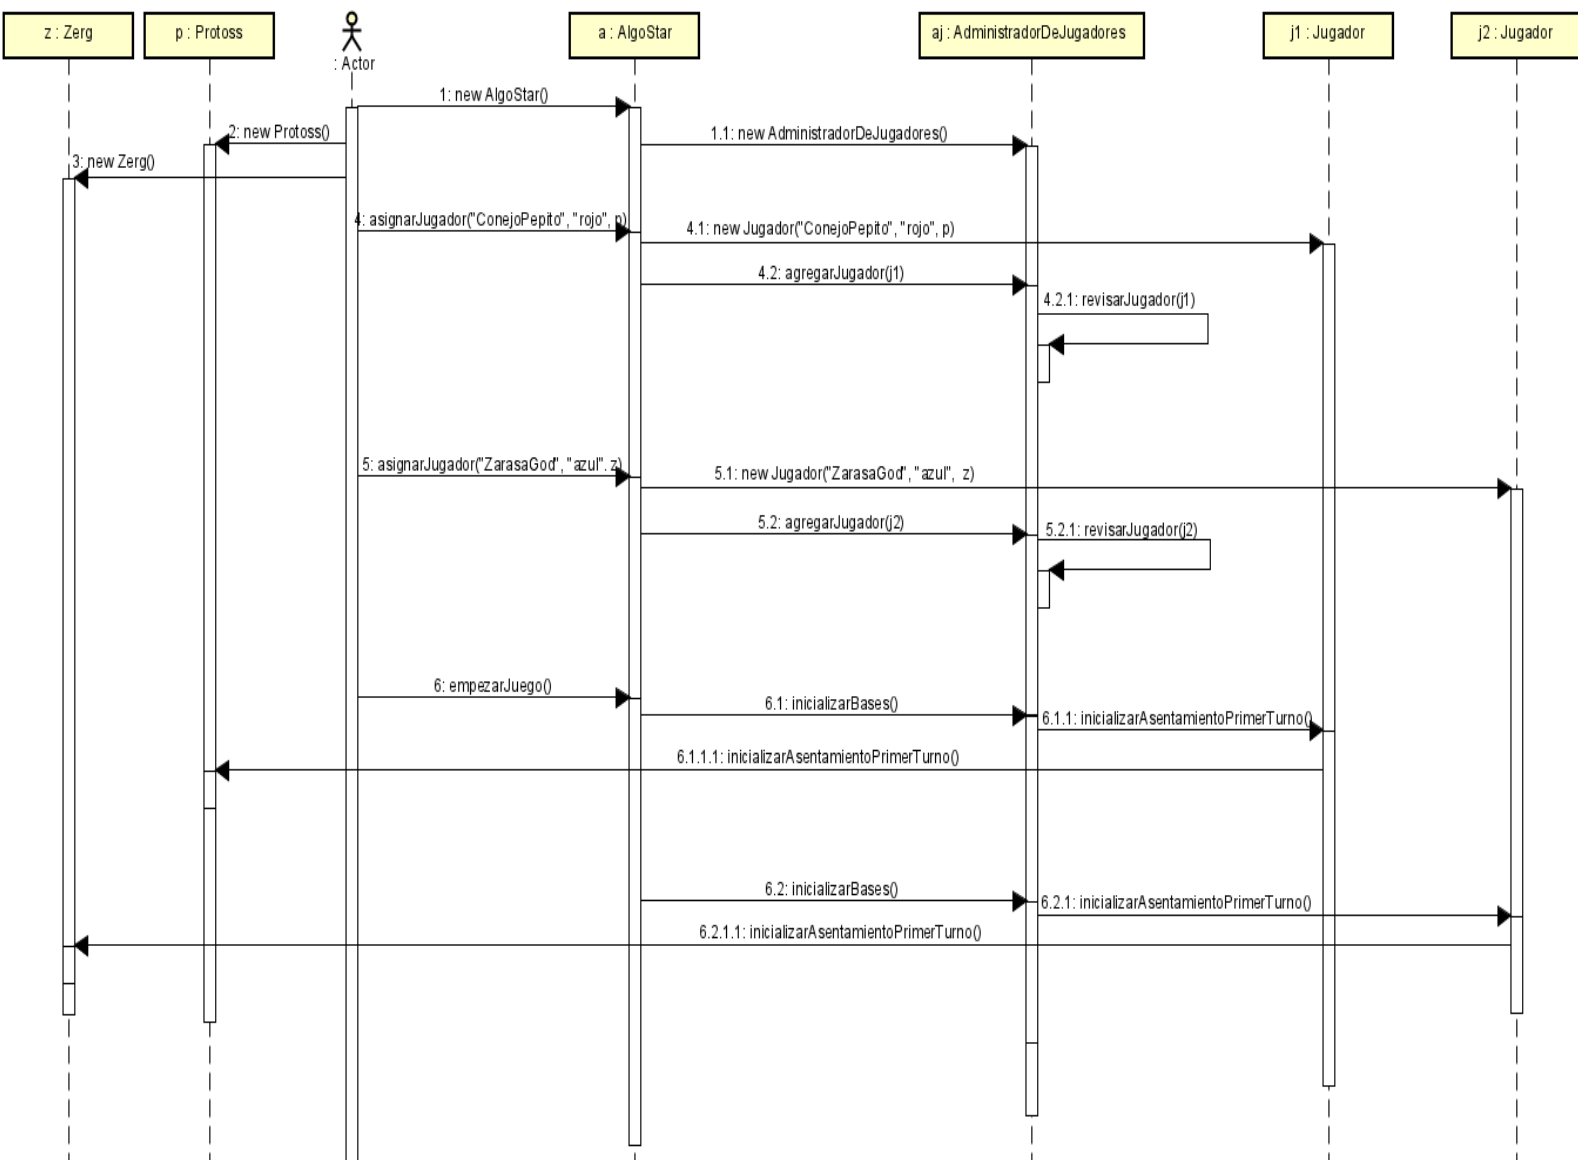 z : Zerg
p : Protoss
: Actor
a : AlgoStar
aj : AdministradorDeJugadores
j1 : Jugador
j2 : Jugador
1: new AlgoStar()
2: new Protoss()
1.1: new AdministradorDeJugadores()
3: new Zerg()
4: asignarJugador("ConejoPepito", "rojo", p)
4.1: new Jugador("ConejoPepito", "rojo", p)
4.2: agregarJugador(j1)
4.2.1: revisarJugador(j1)
5: asignarJugador("ZarasaGod", "azul". z)
5.1: new Jugador("ZarasaGod", "azul", z)
5.2: agregarJugador(j2)
5.2.1: revisarJugador(j2)
6: empezarJuego()
6.1: inicializarBases()
6.1.1: inicializarAsentamientoPrimerTurno()
6.1.1.1: inicializarAsentamientoPrimerTurno()
6.2: inicializarBases()
6.2.1: inicializarAsentamientoPrimerTurno()
6.2.1.1: inicializarAsentamientoPrimerTurno()